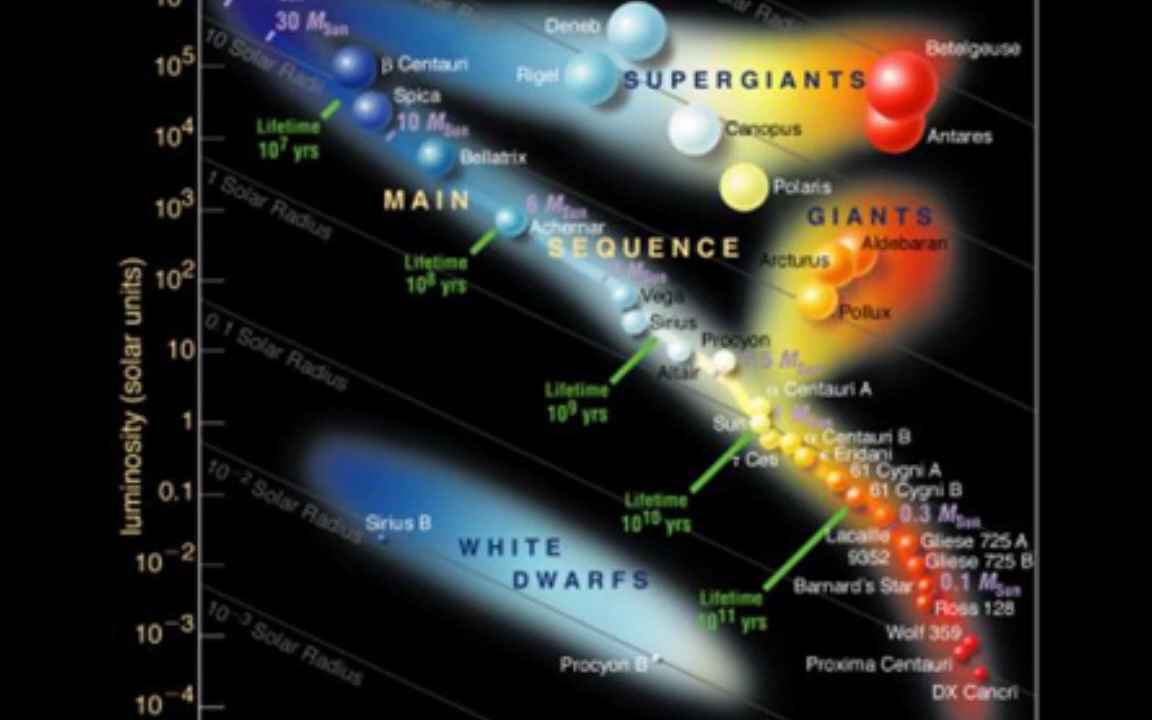 30 M_Sun
Deneb
Betelgeuse
10 Solar Radii
β Centauri
10^5
Rigel
SUPERGIANTS
Spica
10 M_Sun
Lifetime
10^7 yrs
Canopus
Antares
10^4
Bellatrix
1 Solar Radius
Polaris
MAIN
6 M_Sun
10^3
GIANTS
Achernar
SEQUENCE
Aldebaran
Arcturus
Lifetime
10^8 yrs
10^2
Vega
Pollux
Sirius
0.1 Solar Radius
Procyon
10
Altair
Lifetime
10^9 yrs
α Centauri A
luminosity (solar units)
1
Sun
α Centauri B
ε Eridani
τ Ceti
61 Cygni A
10^-2 Solar Radius
0.1
61 Cygni B
Lifetime
10^10 yrs
0.3 M_Sun
Sirius B
Lacaille
9352
Gliese 725 A
WHITE
DWARFS
10^-2
Gliese 725 B
Barnard's Star
0.1 M_Sun
Lifetime
10^11 yrs
Ross 128
10^-3 Solar Radius
10^-3
Wolf 359
Procyon B
Proxima Centauri
DX Cancri
10^-4